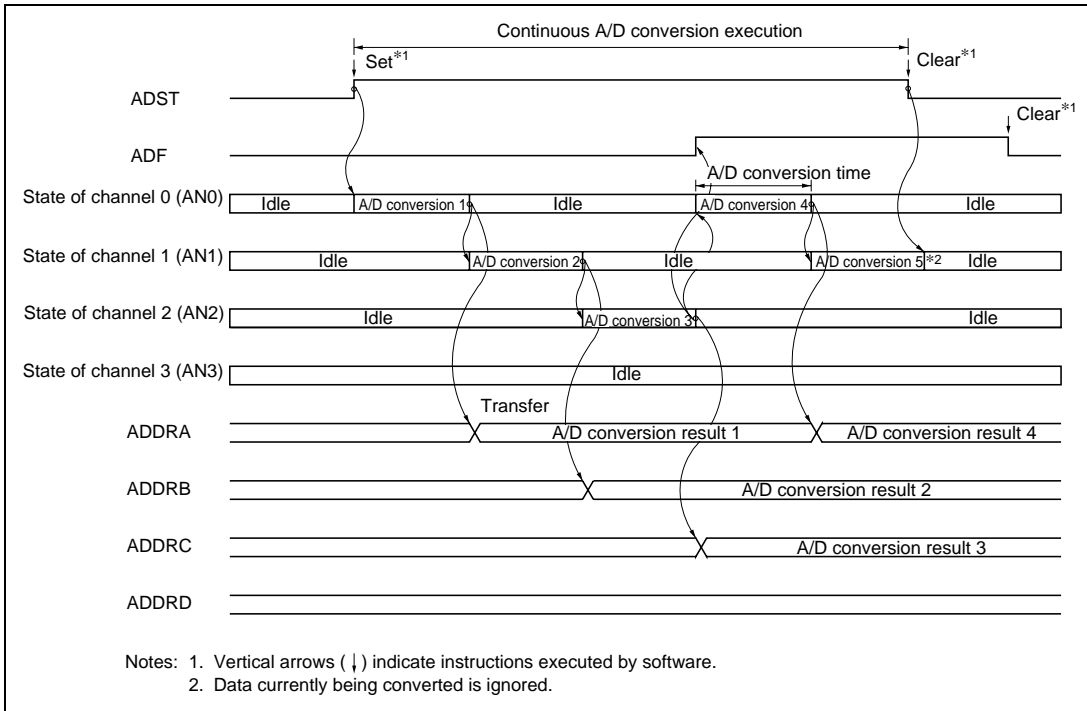 Continuous A/D conversion execution
Set*1
Clear*1
ADST
Clear*1
ADF
A/D conversion time
State of channel 0 (AN0)
Idle
A/D conversion 1
Idle
A/D conversion 4
Idle
State of channel 1 (AN1)
Idle
A/D conversion 2
Idle
A/D conversion 5
*2
Idle
State of channel 2 (AN2)
Idle
A/D conversion 3
Idle
State of channel 3 (AN3)
Idle
Transfer
ADDRA
A/D conversion result 1
A/D conversion result 4
ADDRB
A/D conversion result 2
ADDRC
A/D conversion result 3
ADDRD
Notes: 1. Vertical arrows (↓) indicate instructions executed by software.
2. Data currently being converted is ignored.